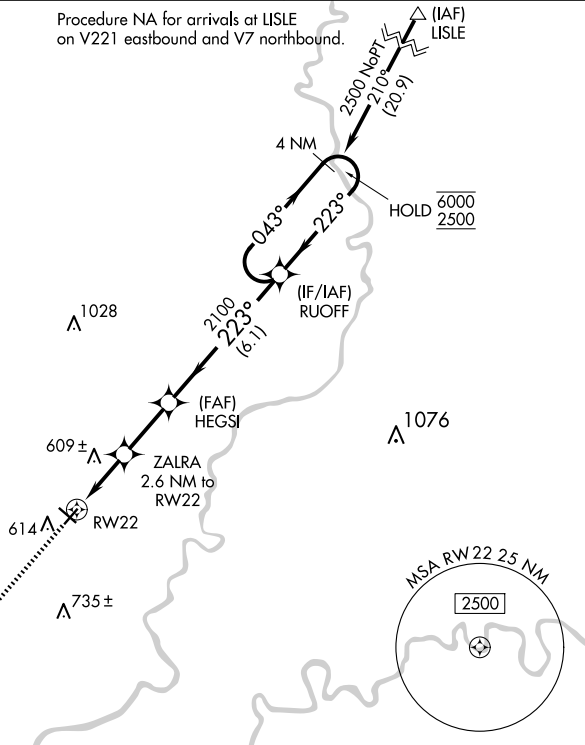 Procedure NA for arrivals at LISLE
on V221 eastbound and V7 northbound.
(IAF)
LISLE
2500 NoPT
210°
(20.9)
4 NM
HOLD 6000
2500
043°
223°
(IF/IAF)
RUOFF
2100
223°
(6.1)
1028
(FAF)
HEGSI
1076
609 ±
ZALRA
2.6 NM to
RW22
RW22
614
735 ±
MSA RW22 25 NM
2500